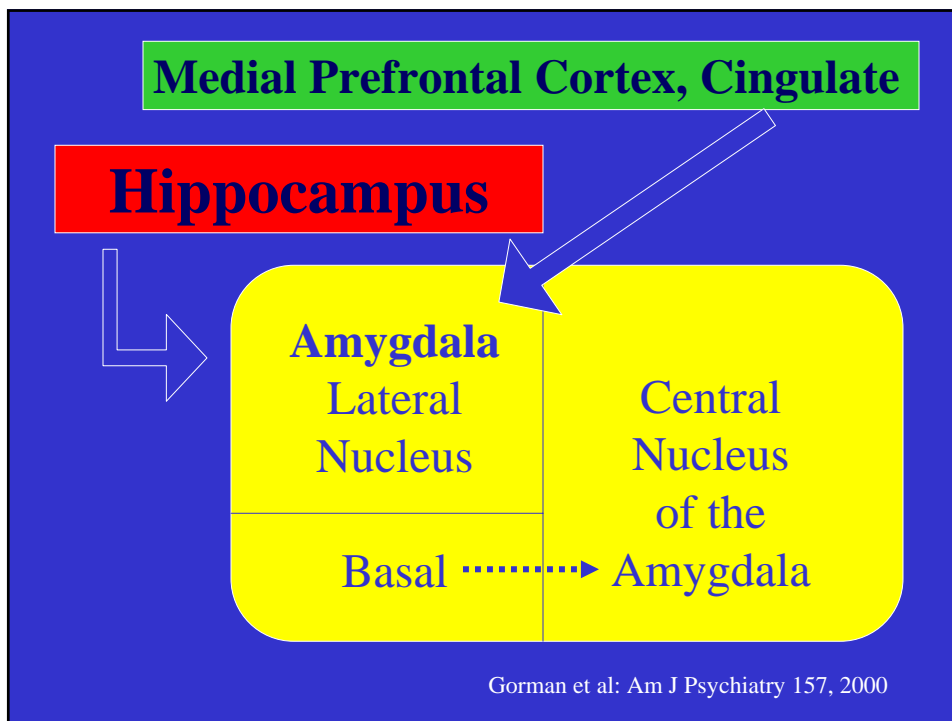 Medial Prefrontal Cortex, Cingulate
Hippocampus
Amygdala
Lateral
Nucleus
Basal
Central
Nucleus
of the
Amygdala
Gorman et al: Am J Psychiatry 157, 2000